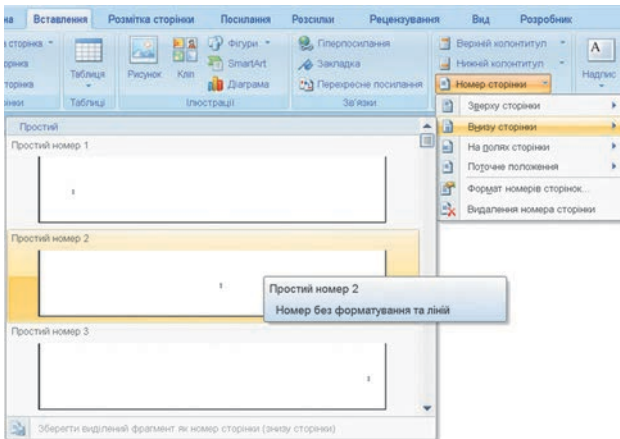 на Вставлення Розмітка сторінки Посилання Розсилки Рецензування Вид Розробник
сторінка
Таблиця
Рисунок
Кліп
Фігури
SmartArt
Діаграма
Гіперпосилання
Закладка
Перехресне посилання
Верхній колонтитул
Нижній колонтитул
Номер сторінки
Надпис
Таблиці Ілюстрації Зв'язки
Зверху сторінки
Внизу сторінки
На полях сторінки
Поточне положення
Формат номерів сторінок...
Видалення номера сторінки
Простий
Простий номер 1
1
Простий номер 2
1
Простий номер 2
Номер без форматування та ліній
Простий номер 3
1
Зберегти виділений фрагмент як номер сторінки (знизу сторінки)